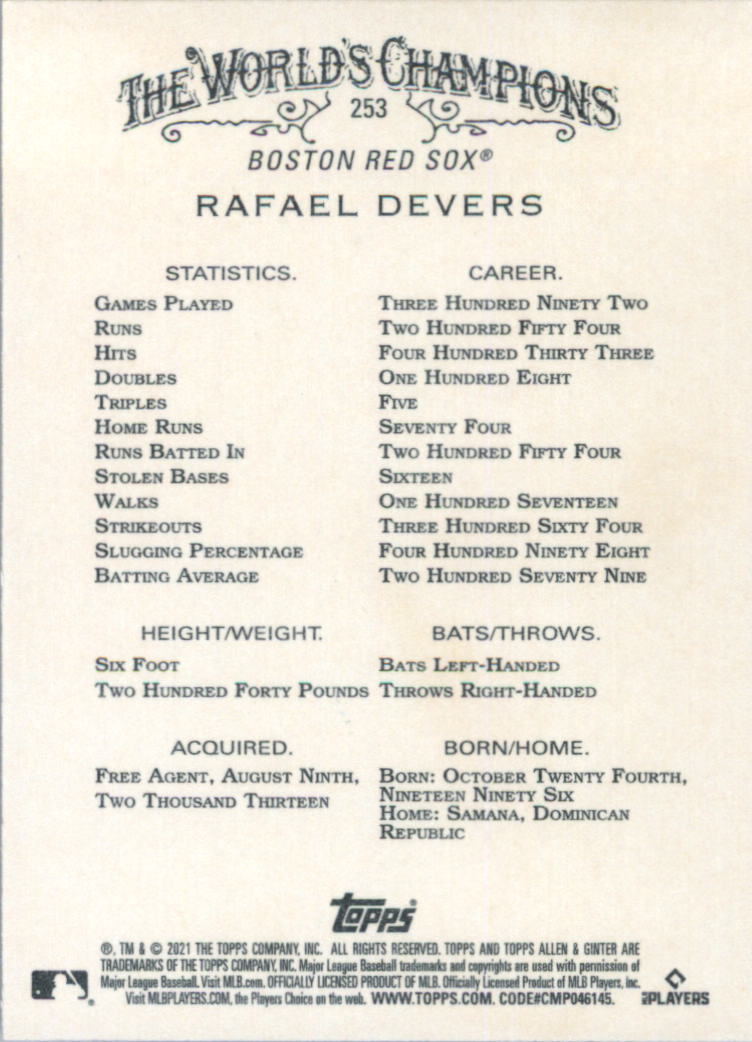 THE WORLD'S CHAMPIONS
253
BOSTON RED SOX®
RAFAEL DEVERS
STATISTICS. CAREER.
GAMES PLAYED THREE HUNDRED NINETY TWO
RUNS TWO HUNDRED FIFTY FOUR
HITS FOUR HUNDRED THIRTY THREE
DOUBLES ONE HUNDRED EIGHT
TRIPLES FIVE
HOME RUNS SEVENTY FOUR
RUNS BATTED IN TWO HUNDRED FIFTY FOUR
STOLEN BASES SIXTEEN
WALKS ONE HUNDRED SEVENTEEN
STRIKEOUTS THREE HUNDRED SIXTY FOUR
SLUGGING PERCENTAGE FOUR HUNDRED NINETY EIGHT
BATTING AVERAGE TWO HUNDRED SEVENTY NINE
HEIGHT/WEIGHT. BATS/THROWS.
SIX FOOT BATS LEFT-HANDED
TWO HUNDRED FORTY POUNDS THROWS RIGHT-HANDED
ACQUIRED.
FREE AGENT, AUGUST NINTH,
TWO THOUSAND THIRTEEN
BORN/HOME.
BORN: OCTOBER TWENTY FOURTH,
NINETEEN NINETY SIX
HOME: SAMANA, DOMINICAN
REPUBLIC
topps
®, TM & © 2021 THE TOPPS COMPANY, INC. ALL RIGHTS RESERVED. TOPPS AND TOPPS ALLEN & GINTER ARE
TRADEMARKS OF THE TOPPS COMPANY, INC. Major League Baseball trademarks and copyrights are used with permission of
Major League Baseball. Visit MLB.com. OFFICIALLY LICENSED PRODUCT OF MLB. Officially Licensed Product of MLB Players, Inc.
Visit MLBPLAYERS.COM, the Players Choice on the web. WWW.TOPPS.COM. CODE#CMP046145.
PLAYERS